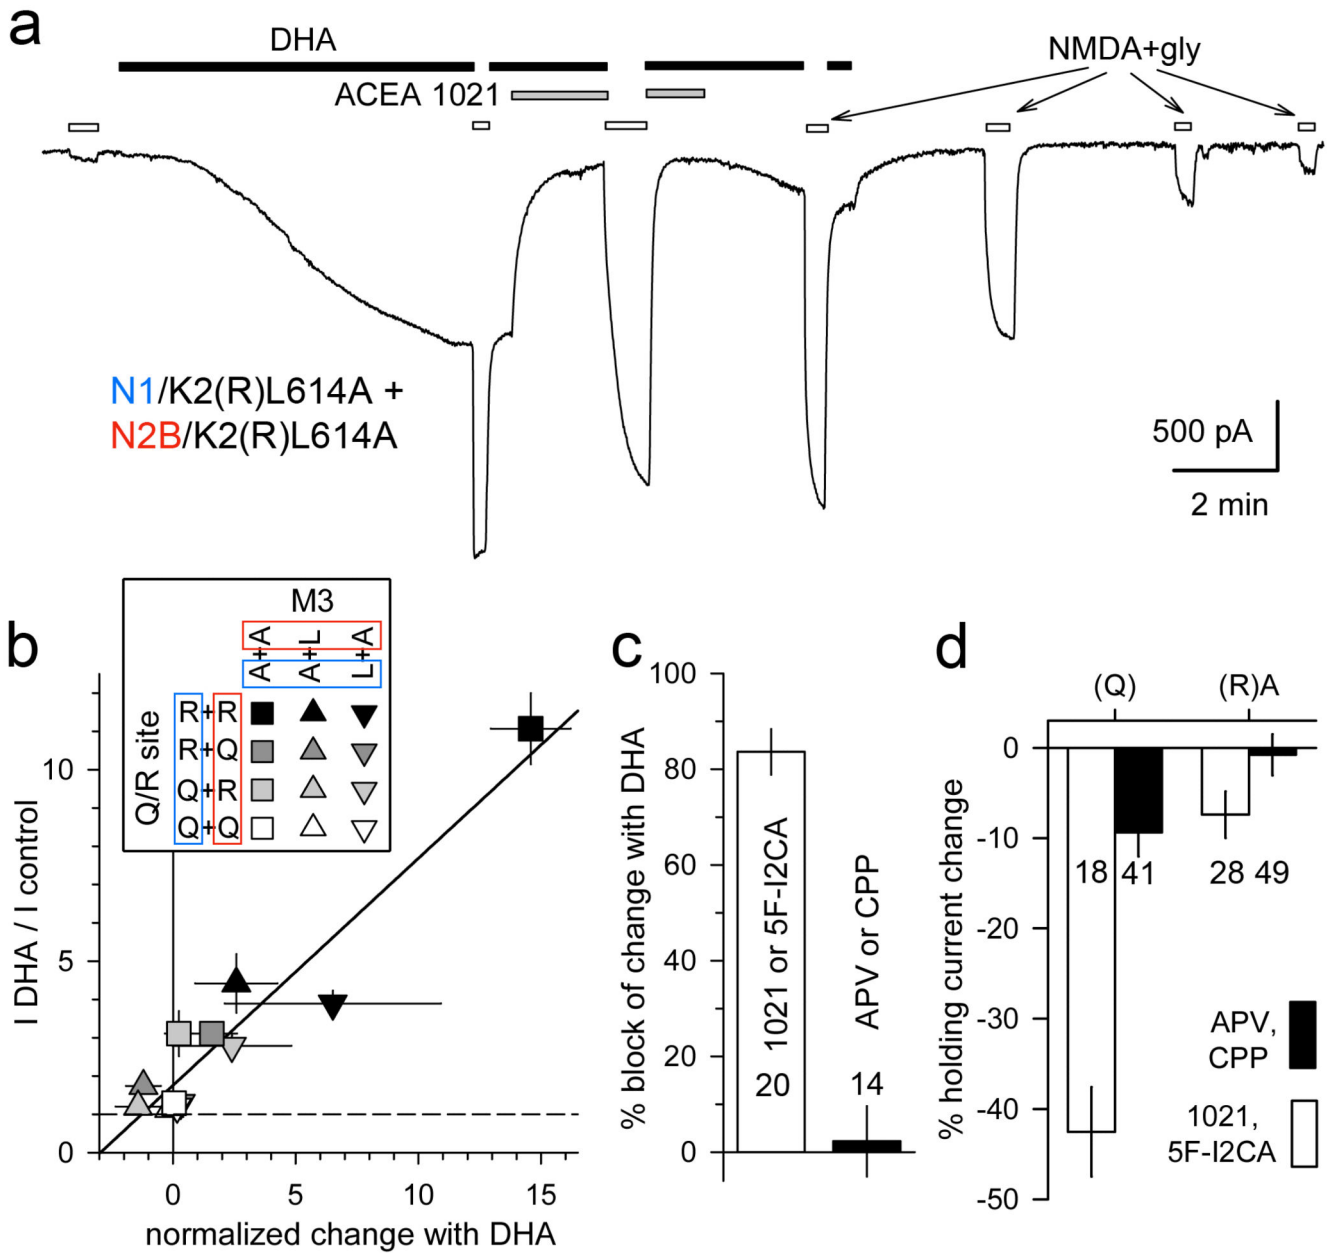 a
DHA
NMDA+gly
ACEA 1021
N1/K2(R)L614A +
N2B/K2(R)L614A
500 pA
2 min
b
M3
A+A
A+L
L+A
Q/R site
R+R
R+Q
Q+R
Q+Q
I DHA / I control
10
5
0
0 5 10 15
normalized change with DHA
c
% block of change with DHA
100
80
60
40
20
0
1021 or 5F-I2CA
20
APV or CPP
14
d
(Q) (R)A
% holding current change
0
-10
-20
-30
-40
-50
18 41 28 49
APV,
CPP
1021,
5F-I2CA